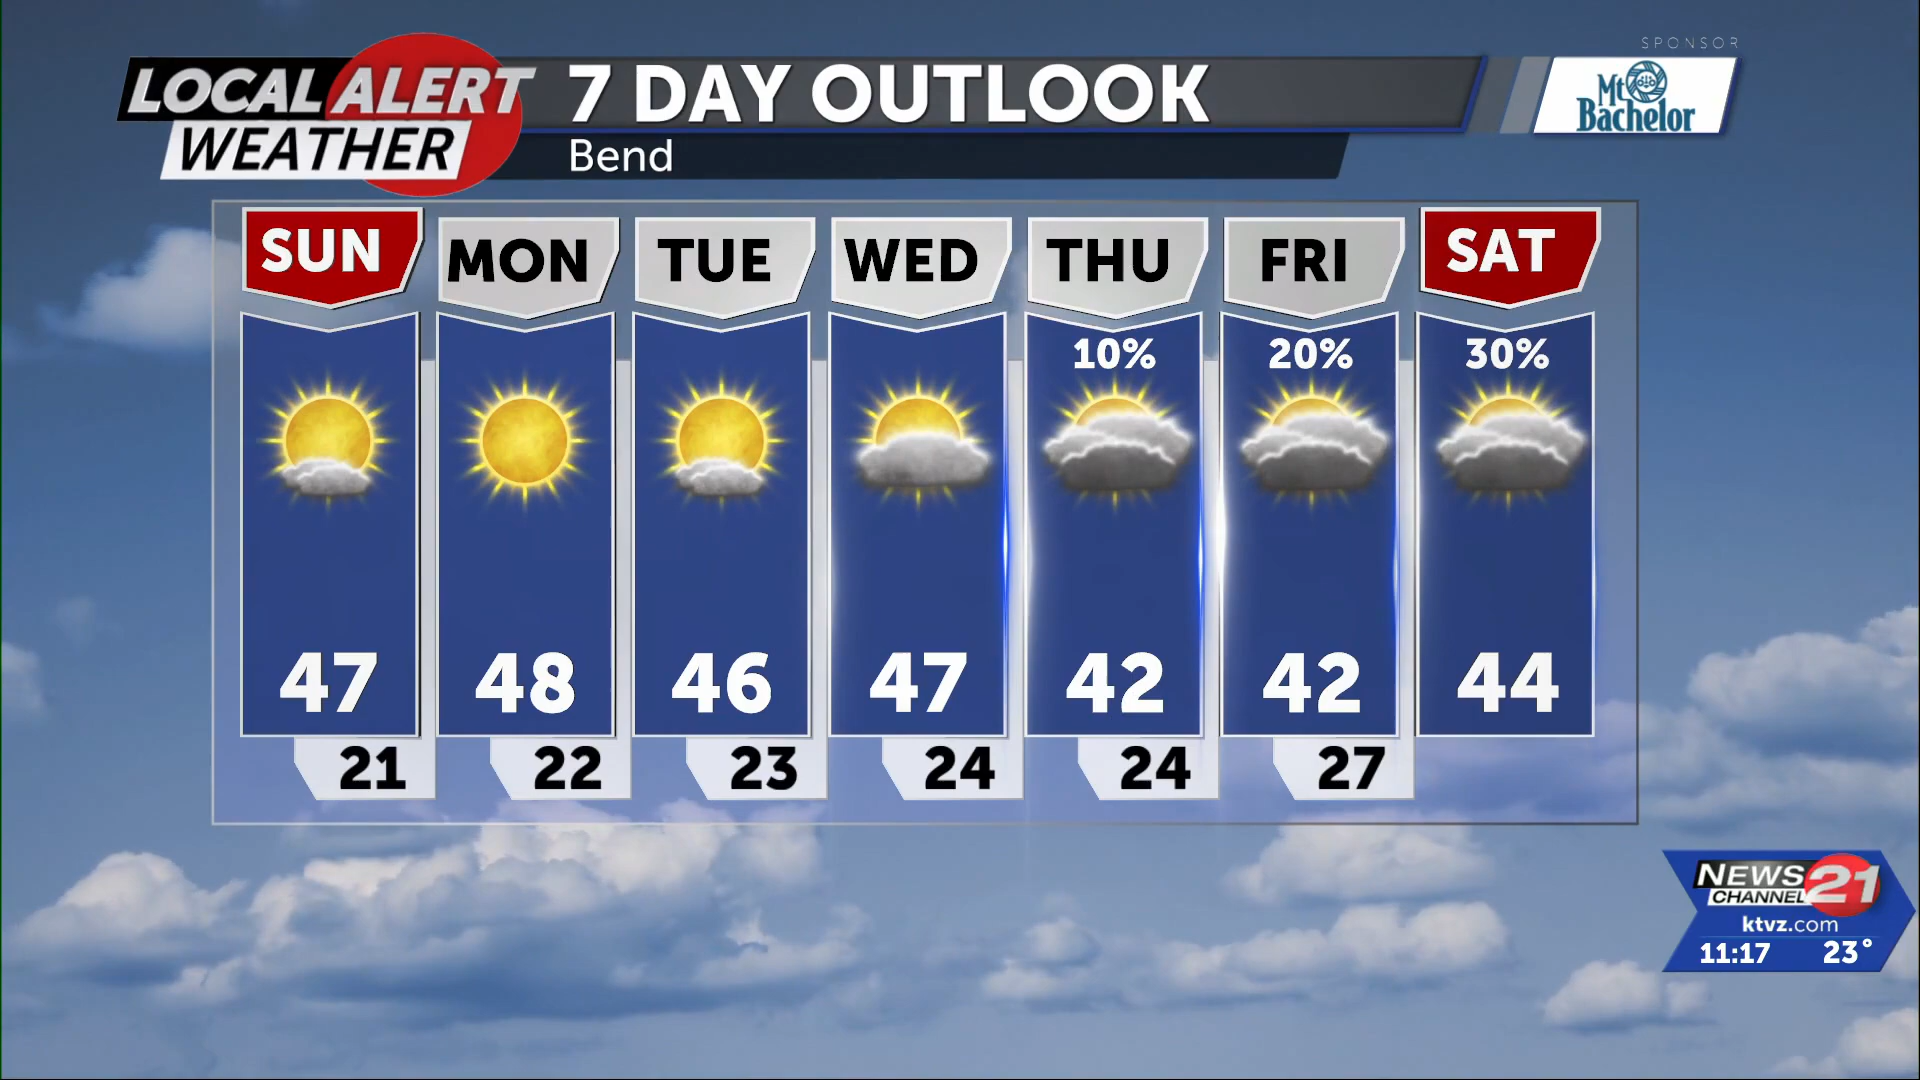 LOCAL ALERT
WEATHER
7 DAY OUTLOOK
Bend
SPONSOR
Mt
Bachelor
SUN MON TUE WED THU FRI SAT
10% 20% 30%
47 48 46 47 42 42 44
21 22 23 24 24 27
NEWS
CHANNEL 21
ktvz.com
11:17 23°